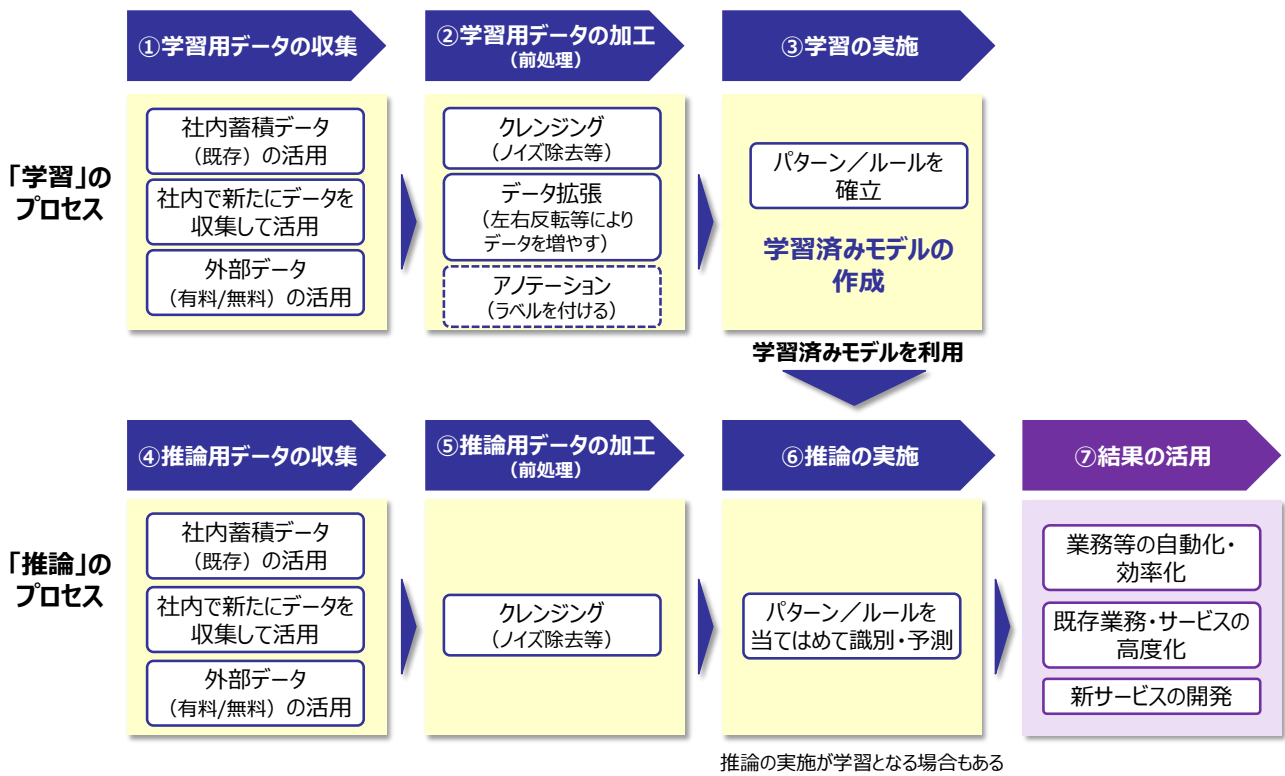 ①学習用データの収集
②学習用データの加工
（前処理）
③学習の実施
「学習」の
プロセス
社内蓄積データ
（既存）の活用
社内で新たにデータを
収集して活用
外部データ
（有料/無料）の活用
クレンジング
（ノイズ除去等）
データ拡張
（左右反転等により
データを増やす）
アノテーション
（ラベルを付ける）
パターン／ルールを
確立
学習済みモデルの
作成
学習済みモデルを利用
④推論用データの収集
⑤推論用データの加工
（前処理）
⑥推論の実施
⑦結果の活用
「推論」の
プロセス
社内蓄積データ
（既存）の活用
社内で新たにデータを
収集して活用
外部データ
（有料/無料）の活用
クレンジング
（ノイズ除去等）
パターン／ルールを
当てはめて識別・予測
業務等の自動化・
効率化
既存業務・サービスの
高度化
新サービスの開発
推論の実施が学習となる場合もある